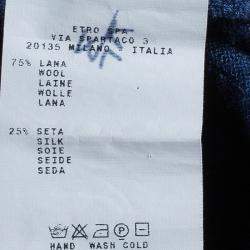 ETRO SPA
VIA SPARTACO 3
20135 MILANO ITALIA
75% LANA
WOOL
LAINE
WOLLE
LANA
25% SETA
SILK
SOIE
SEIDE
SEDA
HAND WASH COLD